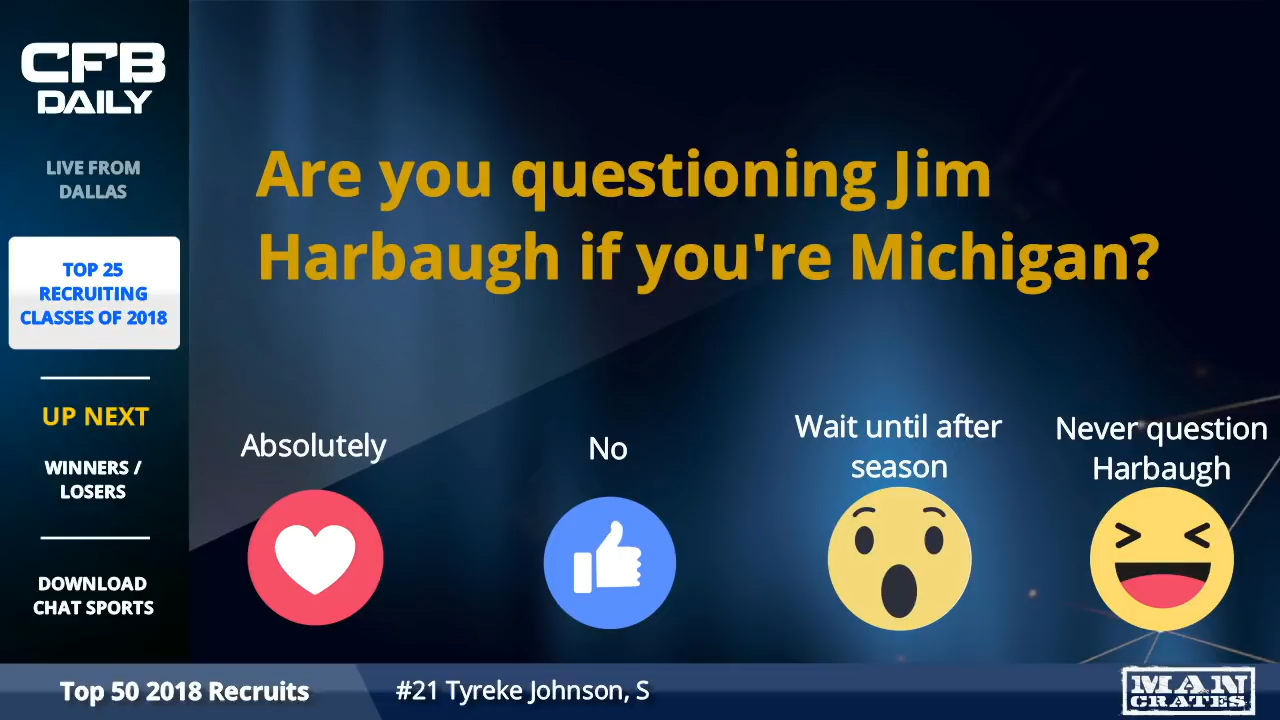 CFB
DAILY
LIVE FROM
DALLAS
TOP 25
RECRUITING
CLASSES OF 2018
UP NEXT
WINNERS /
LOSERS
DOWNLOAD
CHAT SPORTS
Are you questioning Jim
Harbaugh if you're Michigan?
Absolutely
No
Wait until after
season
Never question
Harbaugh
Top 50 2018 Recruits
#21 Tyreke Johnson, S
MAN
CRATES